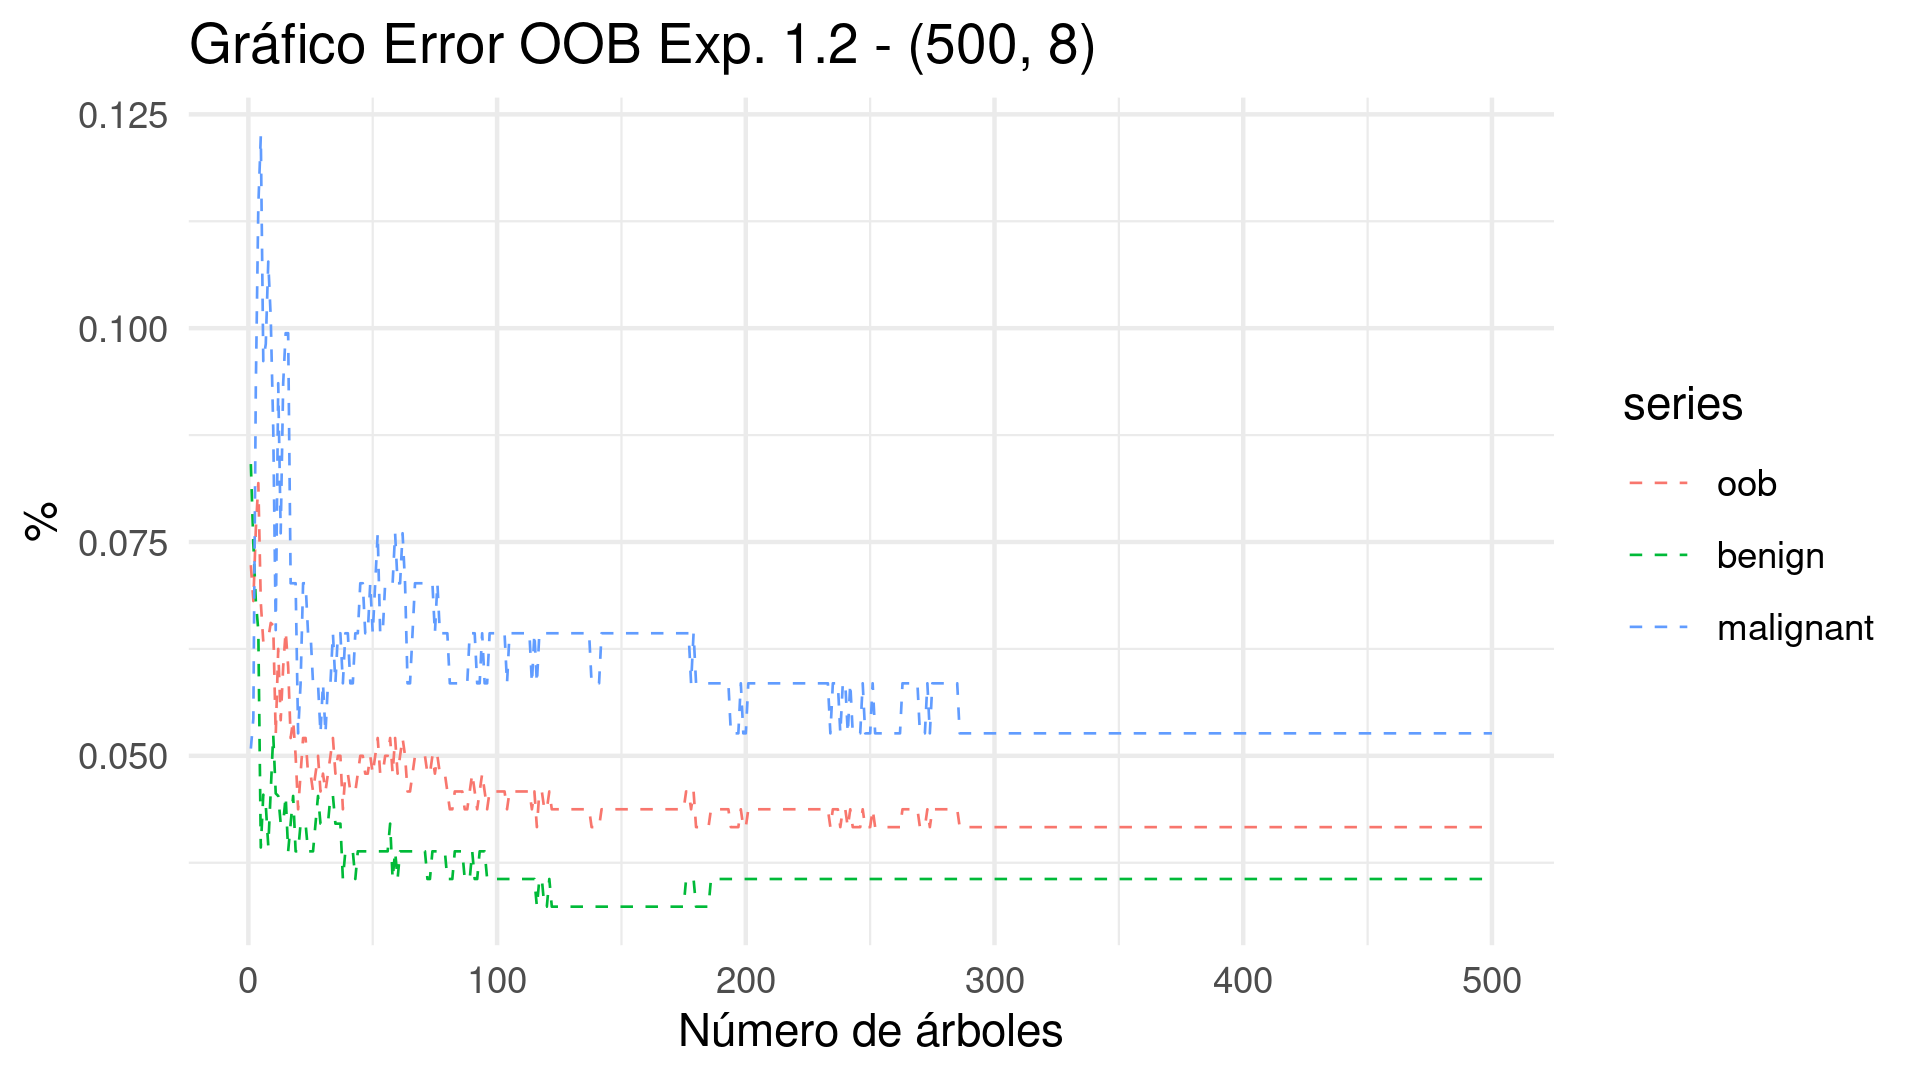 Gráfico Error OOB Exp. 1.2 - (500, 8)
0.125
0.100
0.075
0.050
%
0 100 200 300 400 500
Número de árboles
series
oob
benign
malignant